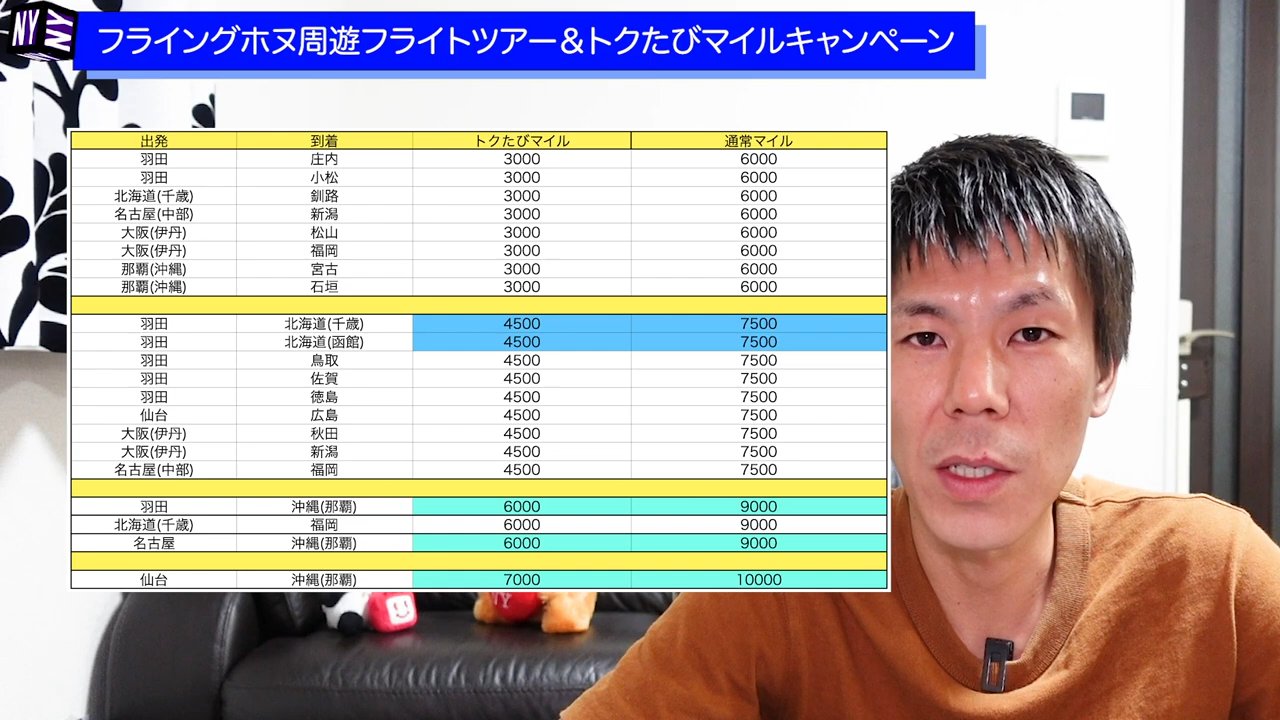 NY NY
フライングホヌ周遊フライトツアー＆トクたびマイルキャンペーン
出発 到着 トクたびマイル 通常マイル
羽田 庄内 3000 6000
羽田 小松 3000 6000
北海道(千歳) 釧路 3000 6000
名古屋(中部) 新潟 3000 6000
大阪(伊丹) 松山 3000 6000
大阪(伊丹) 福岡 3000 6000
那覇(沖縄) 宮古 3000 6000
那覇(沖縄) 石垣 3000 6000
羽田 北海道(千歳) 4500 7500
羽田 北海道(函館) 4500 7500
羽田 鳥取 4500 7500
羽田 佐賀 4500 7500
羽田 徳島 4500 7500
仙台 広島 4500 7500
大阪(伊丹) 秋田 4500 7500
大阪(伊丹) 新潟 4500 7500
名古屋(中部) 福岡 4500 7500
羽田 沖縄(那覇) 6000 9000
北海道(千歳) 福岡 6000 9000
名古屋 沖縄(那覇) 6000 9000
仙台 沖縄(那覇) 7000 10000